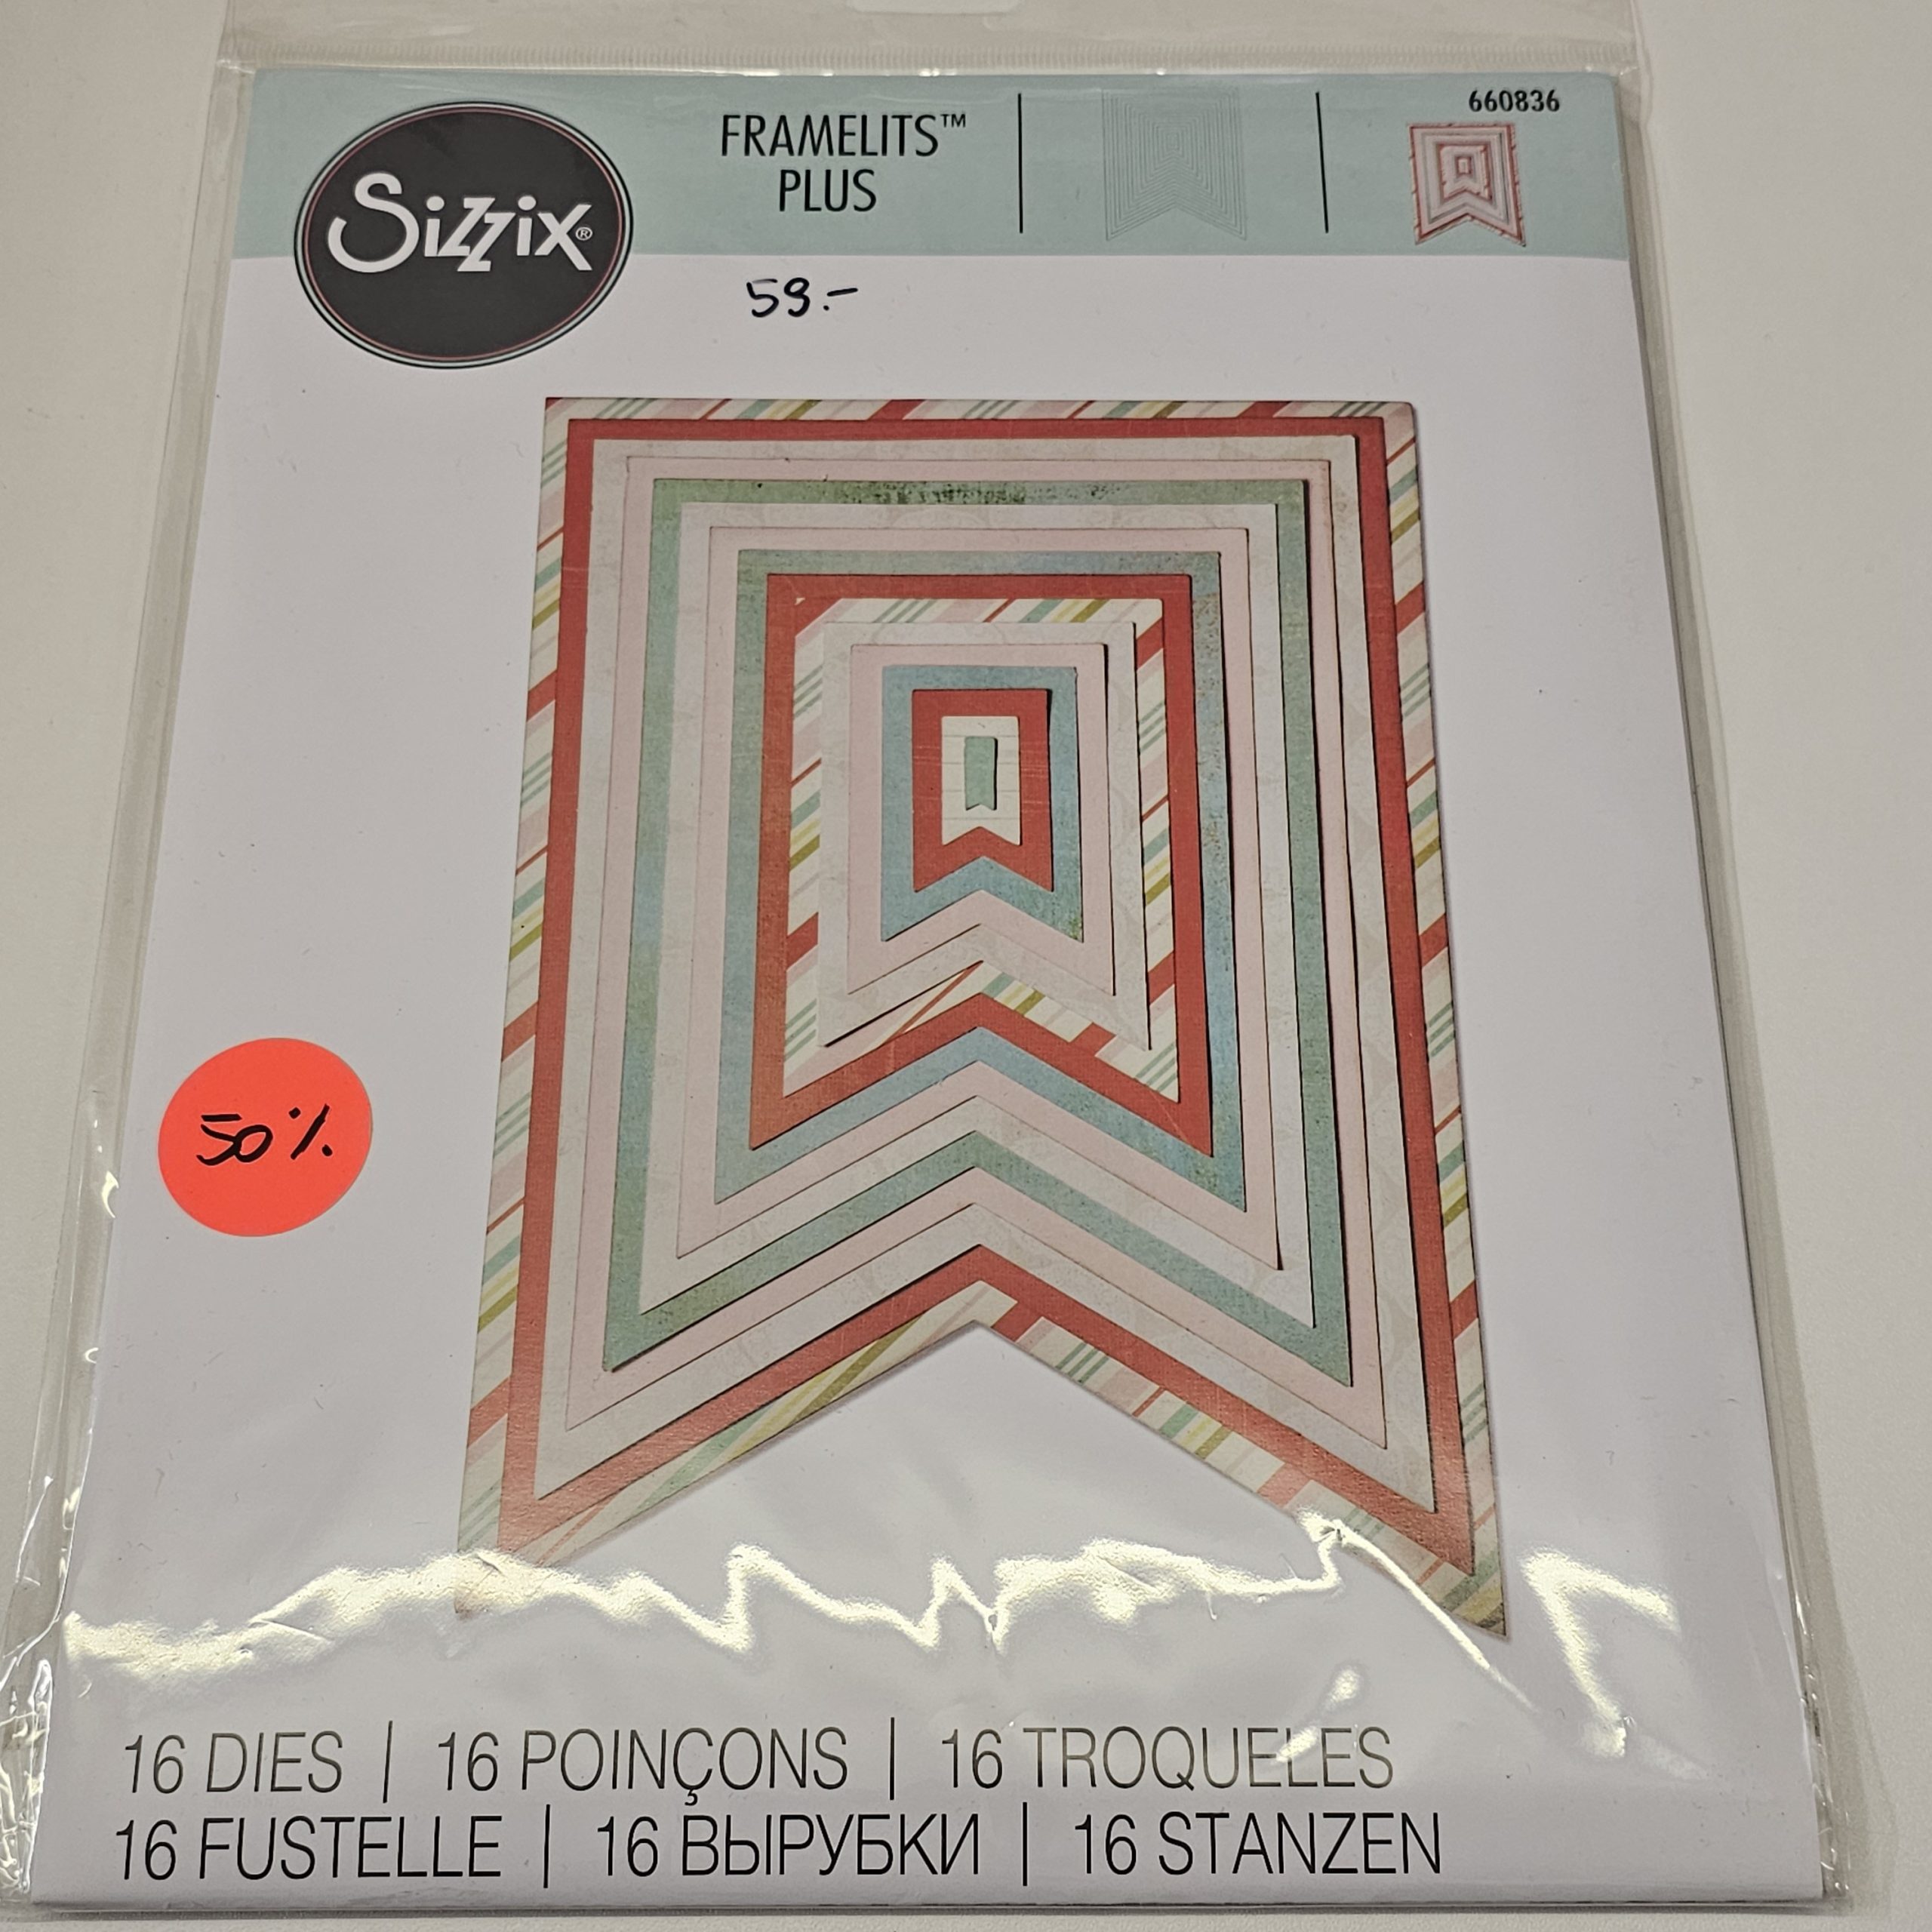 660836
FRAMELITS™
PLUS
Sizzix®
59.-
50%
16 DIES | 16 POINÇONS | 16 TROQUELES
16 FUSTELLE | 16 ВЫРУБКИ | 16 STANZEN